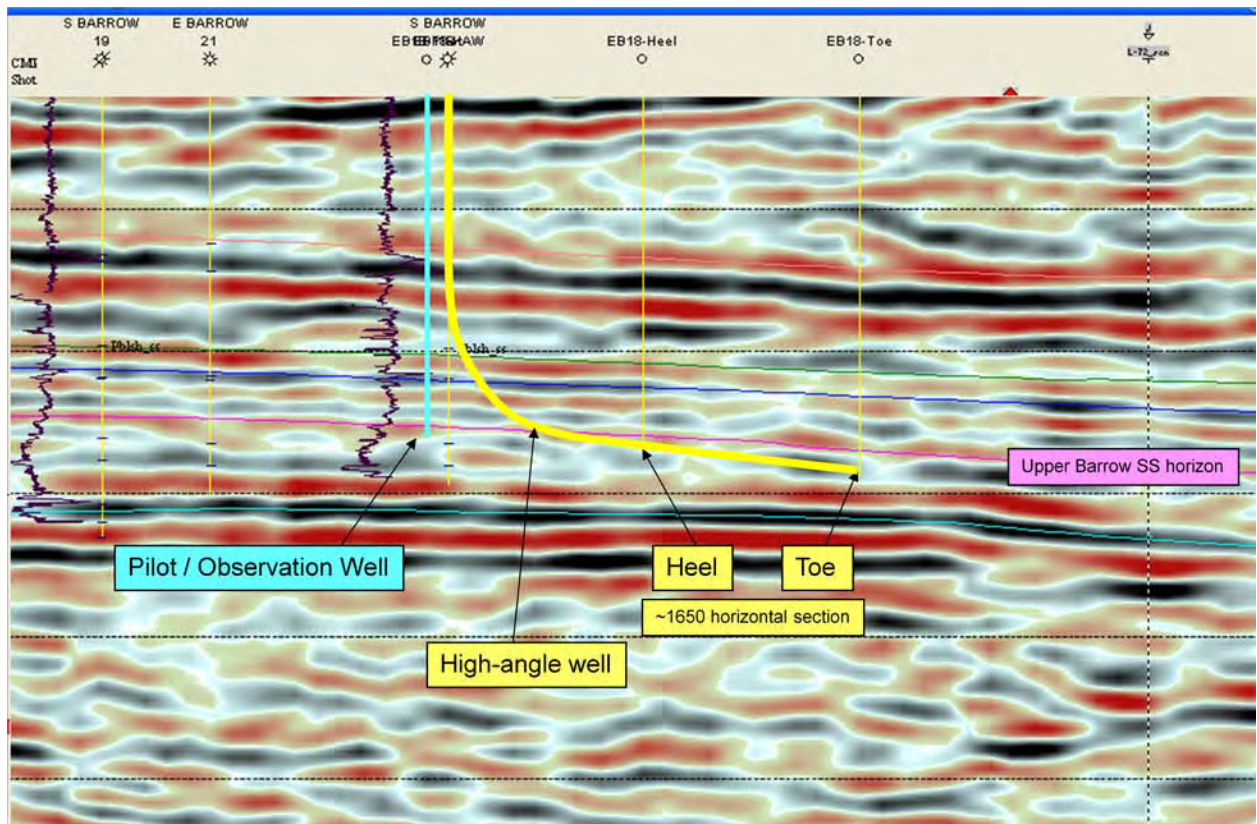 S BARROW E BARROW S BARROW
19 21 EB18-Heel EB18-Toe
CMI
Shot
Pblsh_ss
Upper Barrow SS horizon
Pilot / Observation Well
Heel
Toe
~1650 horizontal section
High-angle well